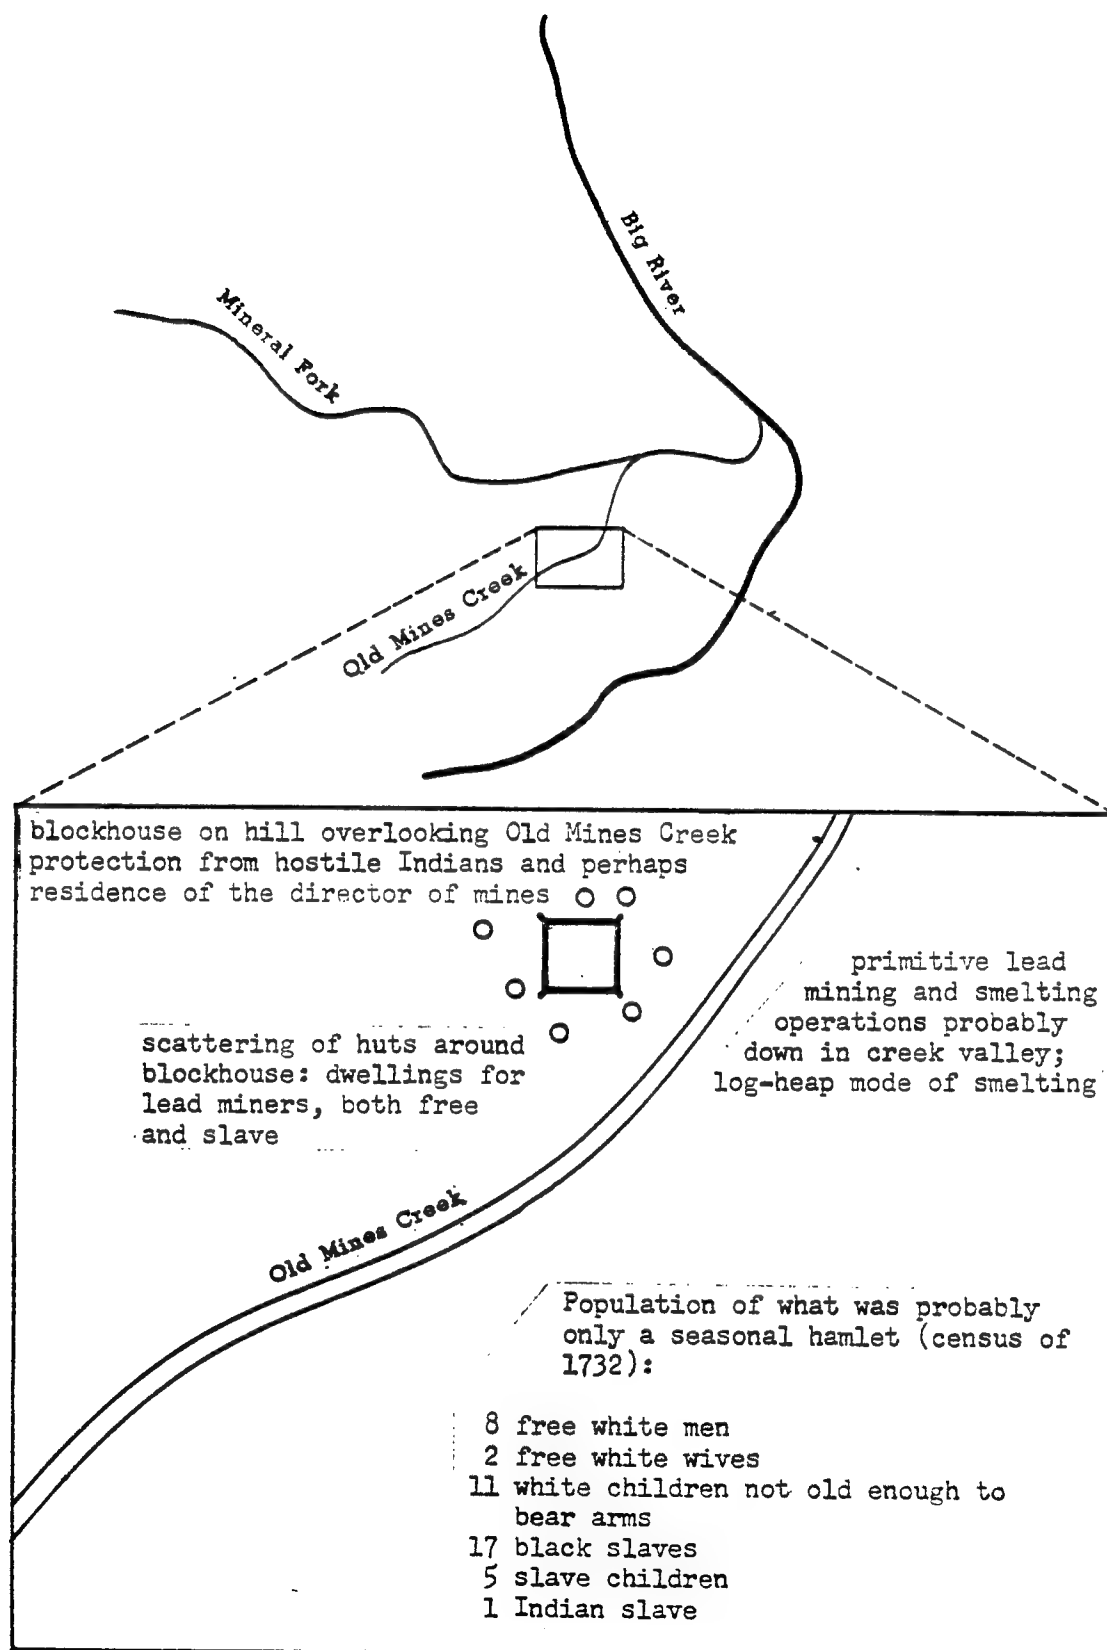 Big River
Mineral Fork
Old Mines Creek
blockhouse on hill overlooking Old Mines Creek
protection from hostile Indians and perhaps
residence of the director of mines
primitive lead
mining and smelting
operations probably
down in creek valley;
log-heap mode of smelting
scattering of huts around
blockhouse: dwellings for
lead miners, both free
and slave
Old Mines Creek
Population of what was probably
only a seasonal hamlet (census of
1732):
8 free white men
2 free white wives
11 white children not old enough to
bear arms
17 black slaves
5 slave children
1 Indian slave